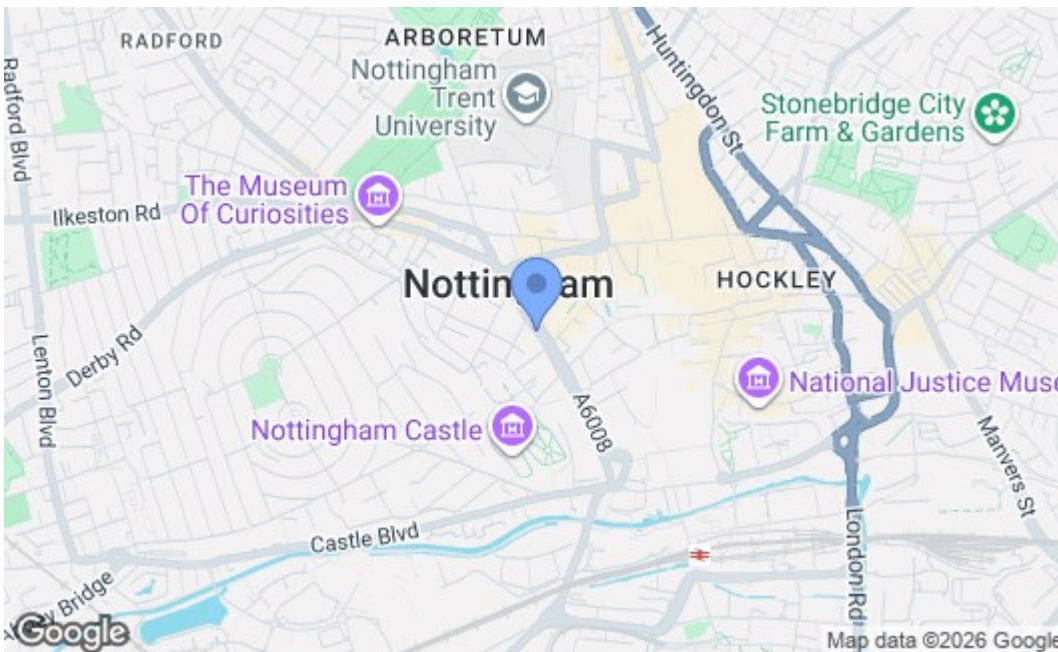 RADFORD
ARBORETUM
Nottingham
Trent
University
Huntingdon St
Stonebridge City
Farm & Gardens
Radford Blvd
The Museum
Of Curiosities
Ilkeston Rd
Nottingham
HOCKLEY
Derby Rd
Lenton Blvd
A6008
National Justice Muse
Nottingham Castle
Manvers St
Castle Blvd
London Rd
Bridge
Google
Map data ©2026 Google